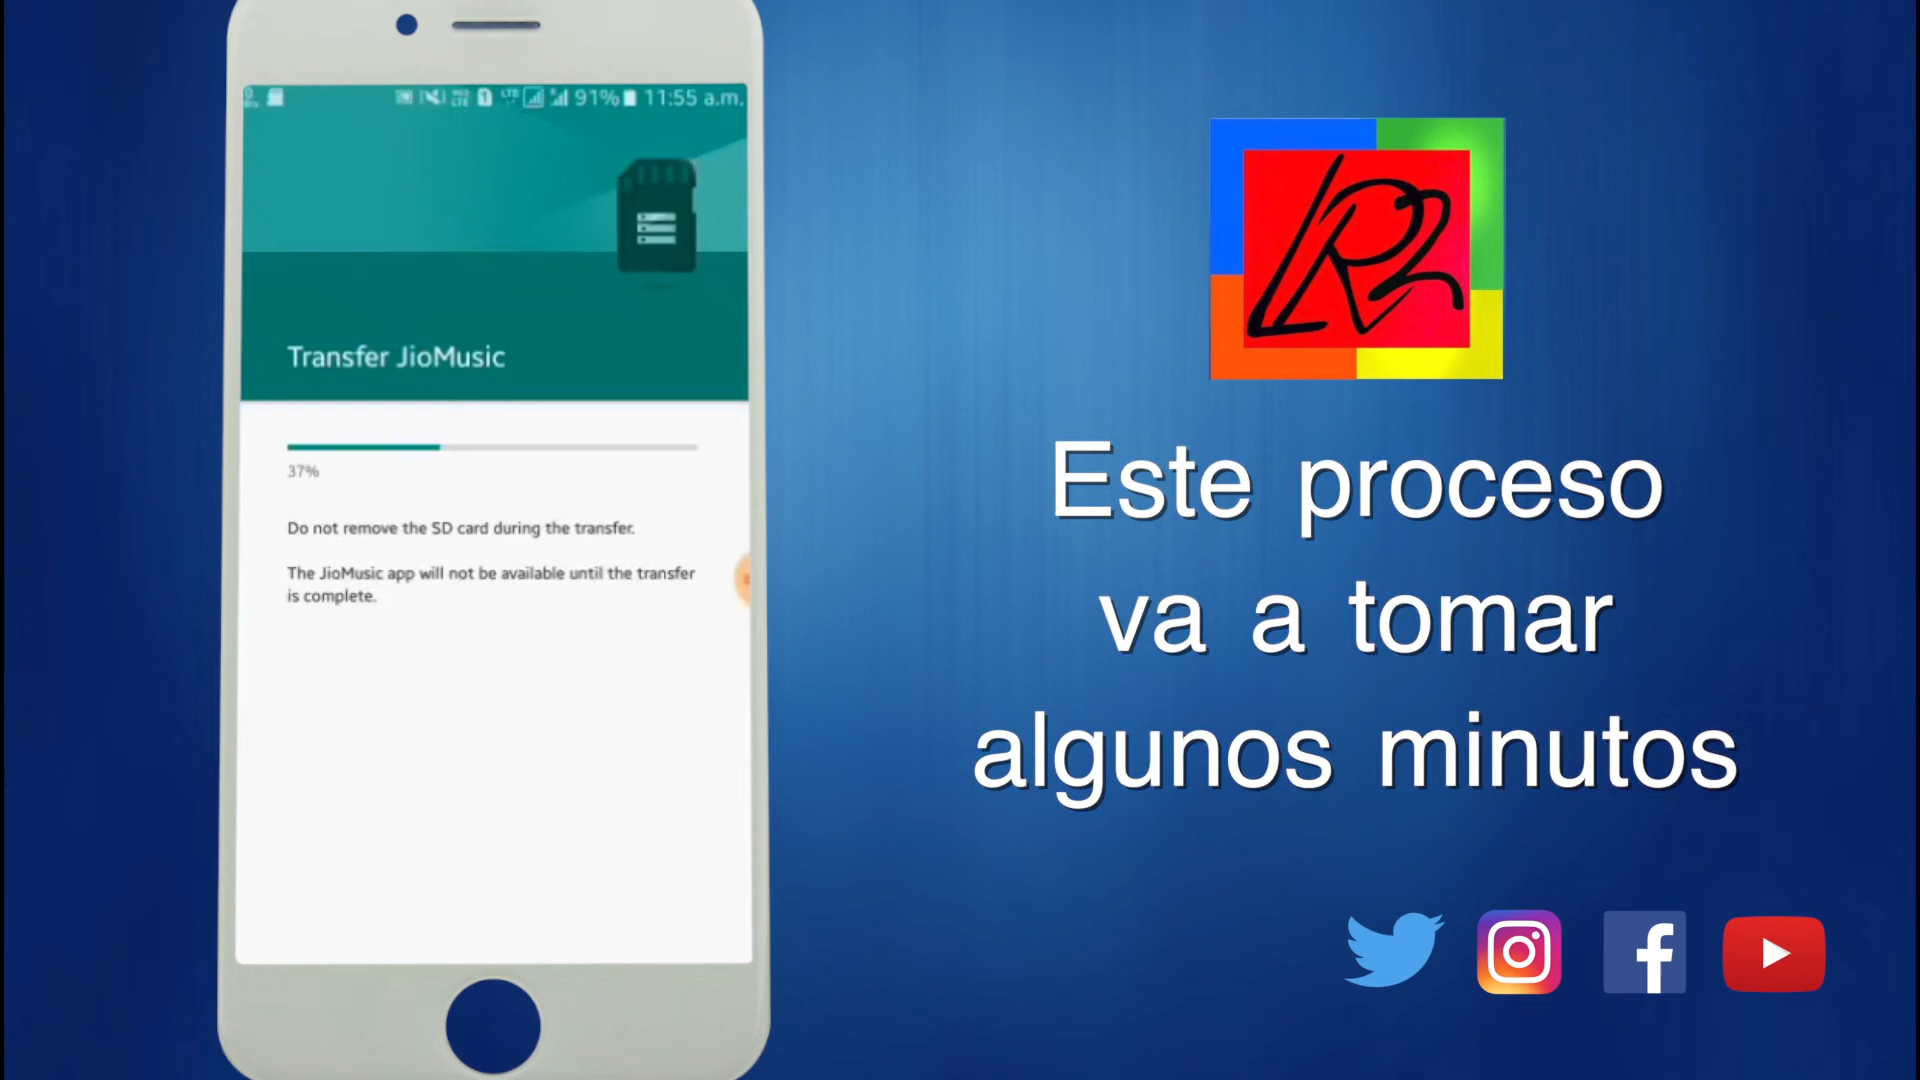 91% 11:55 a.m.
Transfer JioMusic
37%
Do not remove the SD card during the transfer.
The JioMusic app will not be available until the transfer
is complete.
Este proceso
va a tomar
algunos minutos